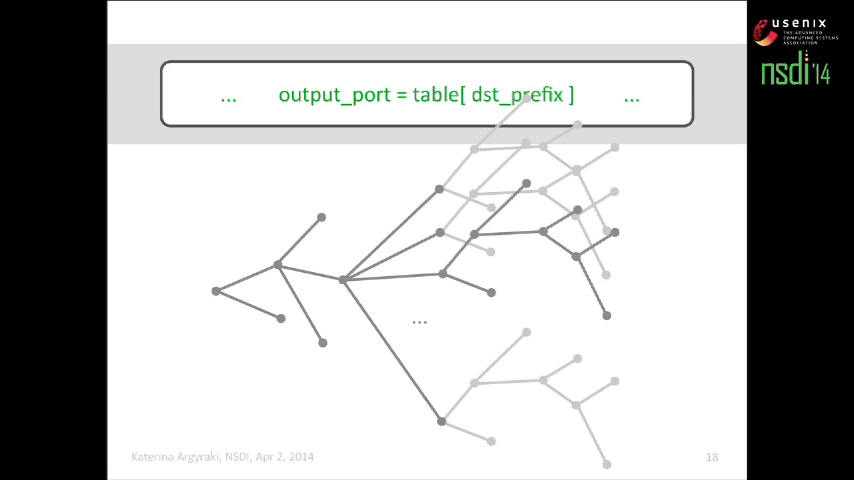 ... output_port = table[ dst_prefix ] ...
...
Katerina Argyraki, NSDI, Apr 2, 2014
18
usenix
THE ADVANCED
COMPUTING SYSTEMS
ASSOCIATION
nsdi '14